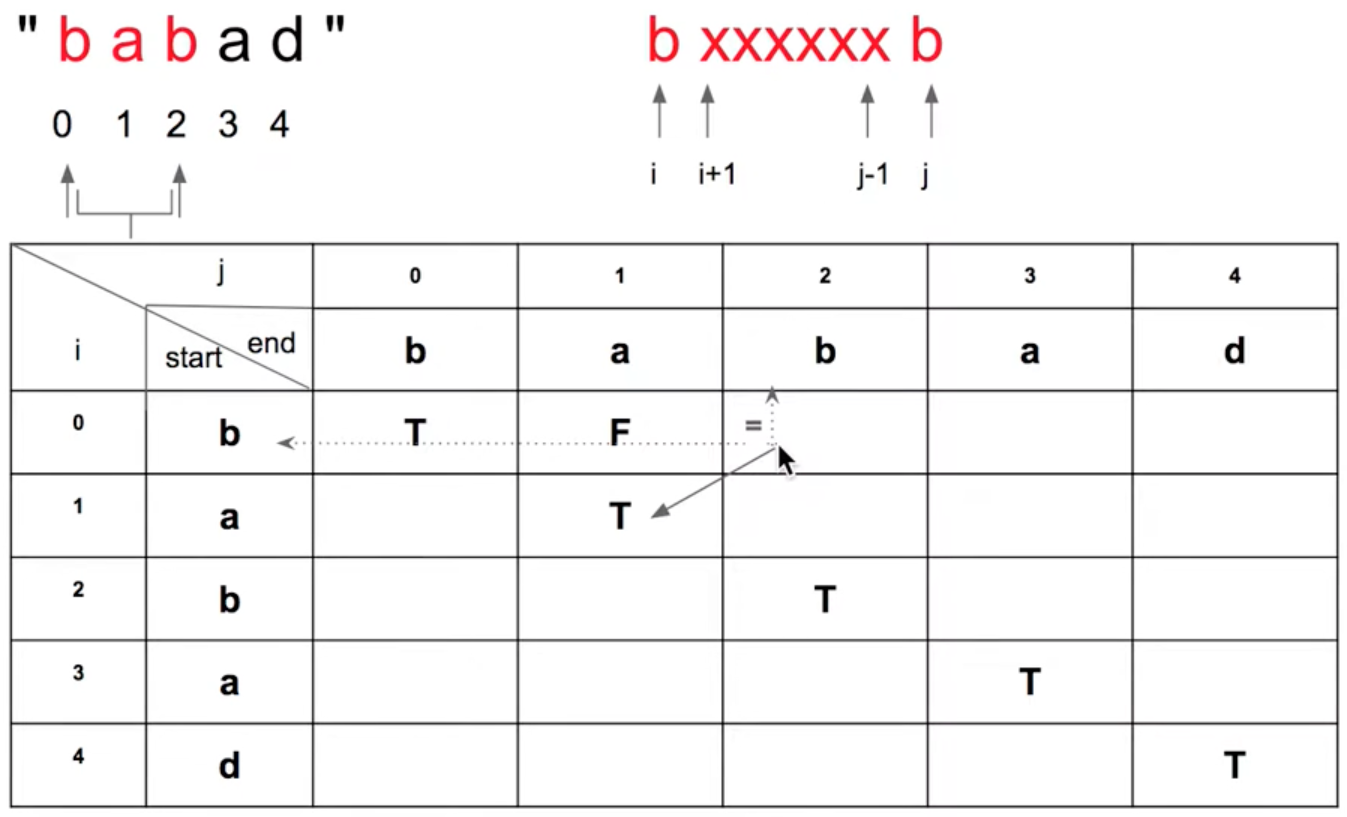 " b a b a d "
b xxxxxx b
0 1 2 3 4
i i+1 j-1 j
j 0 1 2 3 4
i start end b a b a d
0 b T F =
1 a T
2 b T
3 a T
4 d T